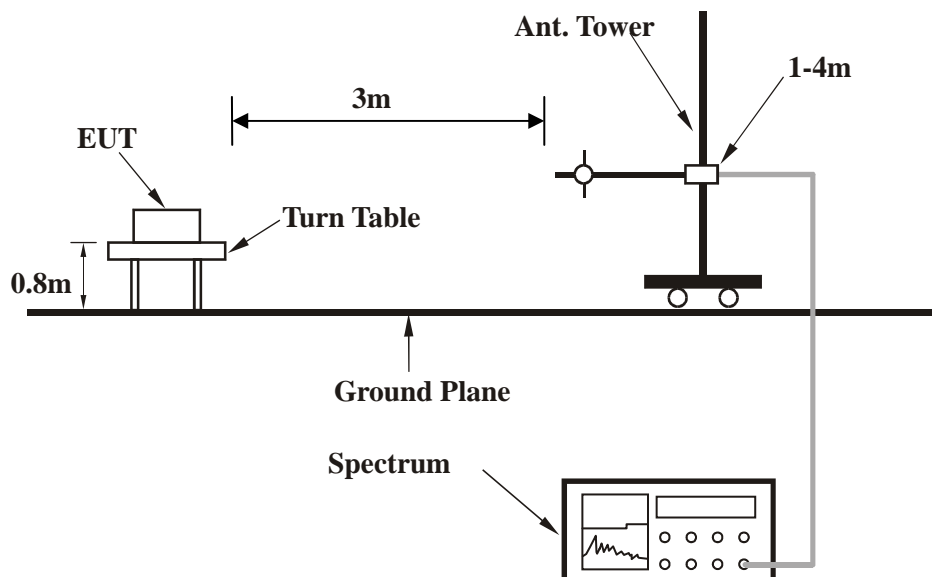 Ant. Tower
1-4m
3m
EUT
Turn Table
0.8m
Ground Plane
Spectrum